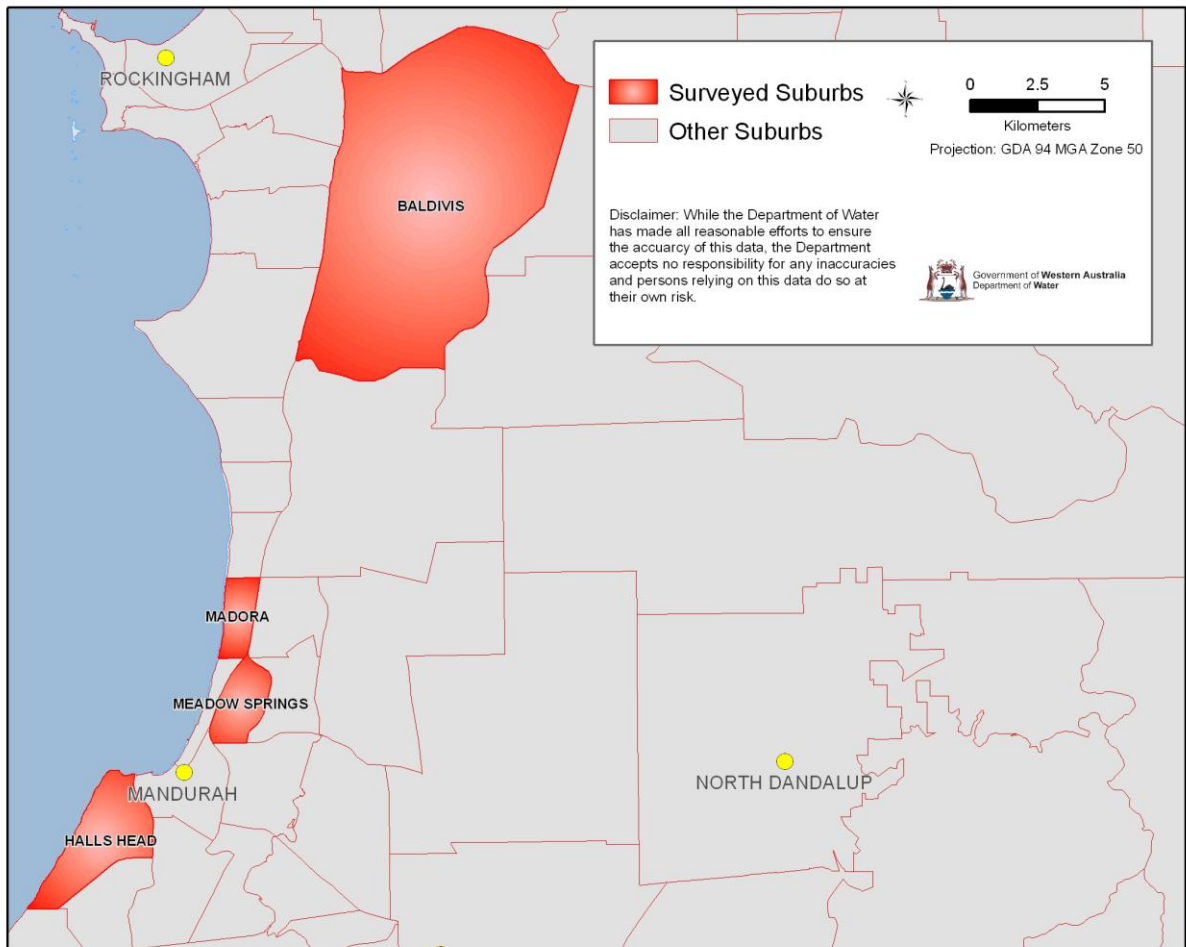 ROCKINGHAM
BALDIVIS
Surveyed Suburbs
Other Suburbs
0 2.5 5
Kilometers
Projection: GDA 94 MGA Zone 50
Disclaimer: While the Department of Water
has made all reasonable efforts to ensure
the accuarcy of this data, the Department
accepts no responsibility for any inaccuracies
and persons relying on this data do so at
their own risk.
Government of Western Australia
Department of Water
MADORA
MEADOW SPRINGS
MANDURAH
NORTH DANDALUP
HALLS HEAD